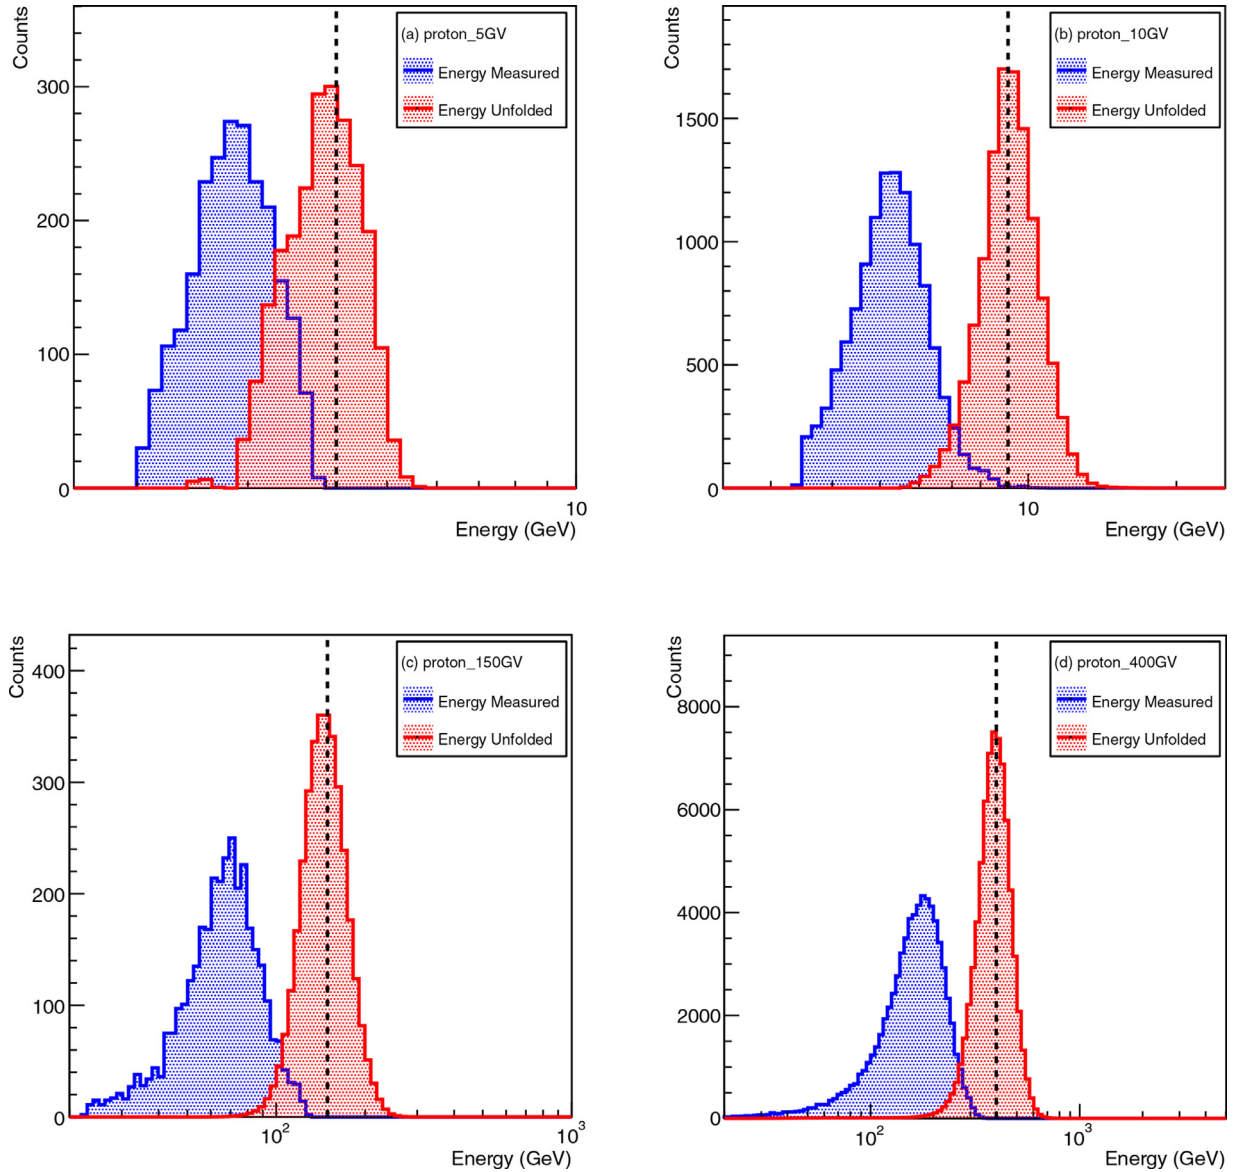 Counts
(a) proton_5GV
Energy Measured
Energy Unfolded
300
200
100
0
10
Energy (GeV)
Counts
(b) proton_10GV
Energy Measured
Energy Unfolded
1500
1000
500
0
10
Energy (GeV)
Counts
(c) proton_150GV
Energy Measured
Energy Unfolded
400
300
200
100
0
10²
10³
Energy (GeV)
Counts
(d) proton_400GV
Energy Measured
Energy Unfolded
8000
6000
4000
2000
0
10²
10³
Energy (GeV)